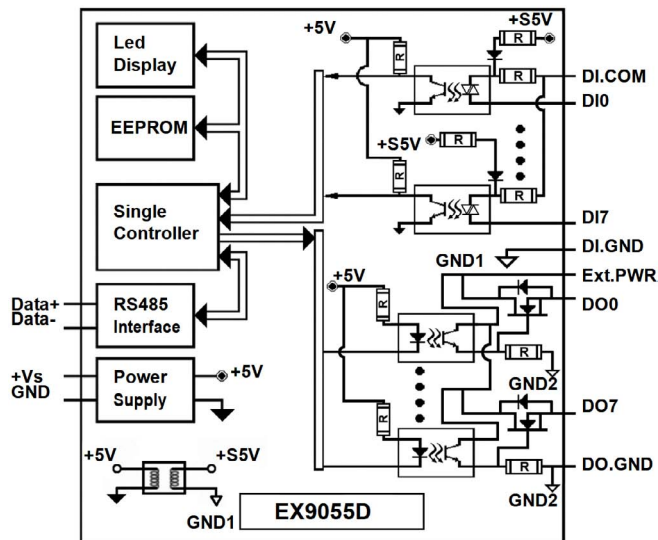 Led
Display
EEPROM
Single
Controller
RS485
Interface
Data+
Data-
Power
Supply
+Vs
GND
+5V
+5V
+S5V
GND1
EX9055D
+5V
R
+S5V
R
R
DI.COM
DI0
+S5V
R
R
R
DI7
DI.GND
GND1
Ext.PWR
DO0
+5V
R
R
GND2
R
DO7
R
DO.GND
GND2